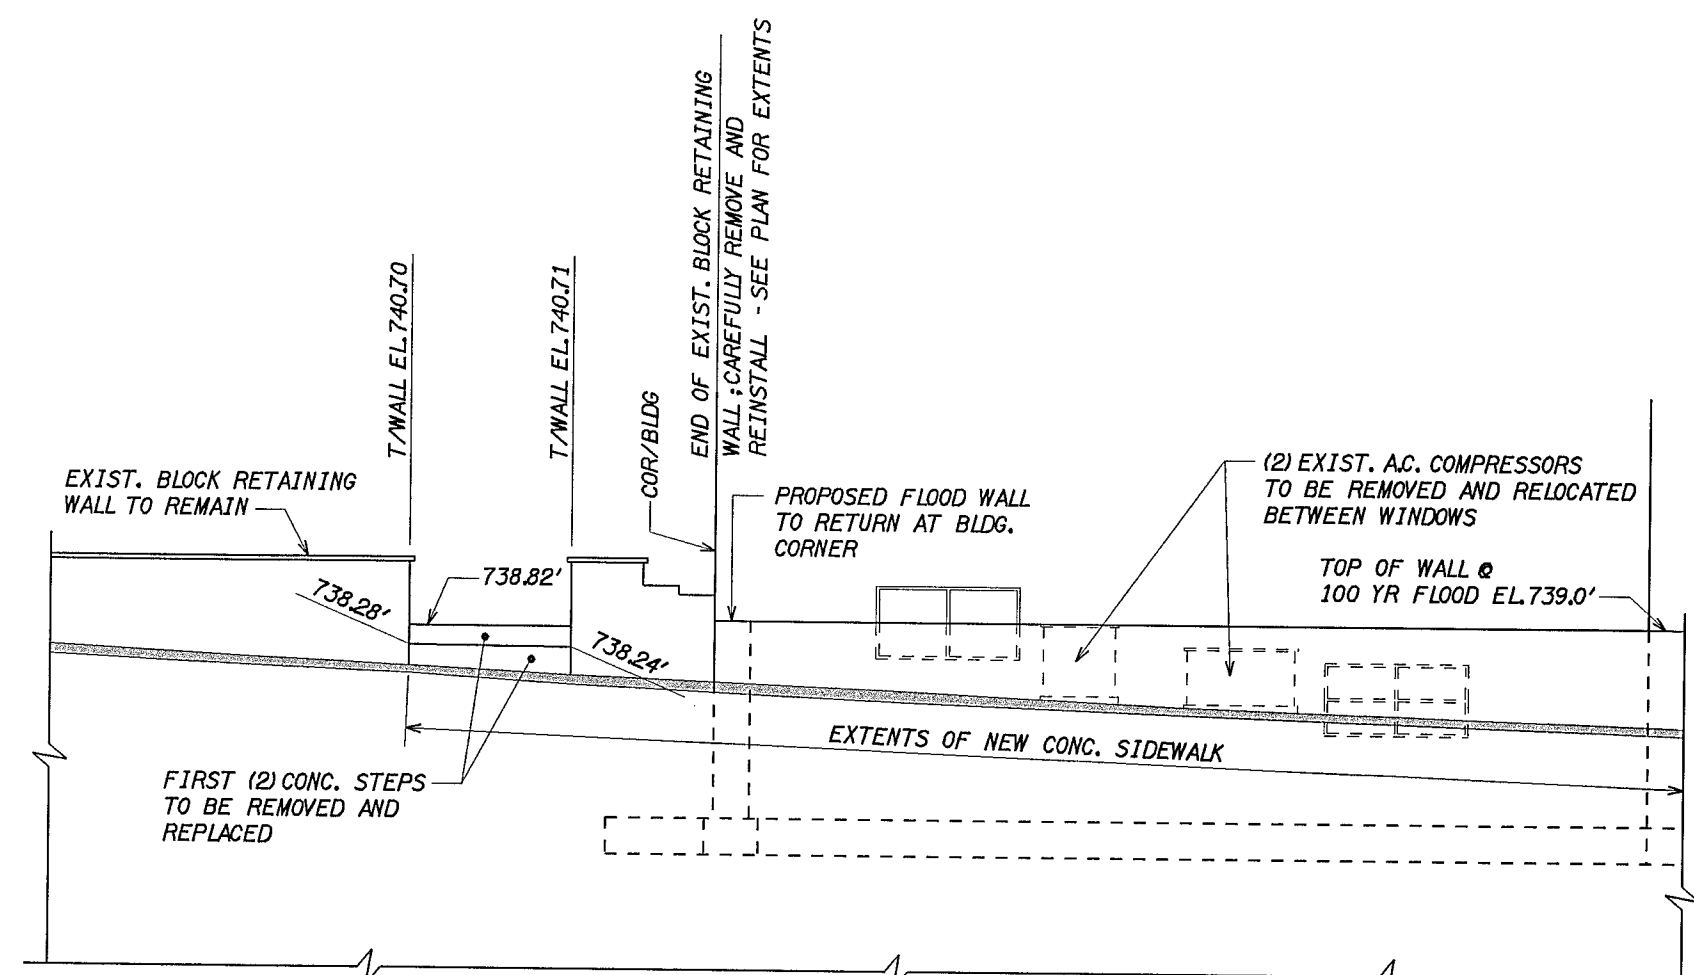 T/WALL EL.740.70
T/WALL EL.740.71
COR/BLDG
END OF EXIST. BLOCK RETAINING
WALL ; CAREFULLY REMOVE AND
REINSTALL - SEE PLAN FOR EXTENTS
EXIST. BLOCK RETAINING
WALL TO REMAIN
738.28'
738.82'
738.24'
PROPOSED FLOOD WALL
TO RETURN AT BLDG.
CORNER
(2) EXIST. A.C. COMPRESSORS
TO BE REMOVED AND RELOCATED
BETWEEN WINDOWS
TOP OF WALL @
100 YR FLOOD EL.739.0'
EXTENTS OF NEW CONC. SIDEWALK
FIRST (2) CONC. STEPS
TO BE REMOVED AND
REPLACED